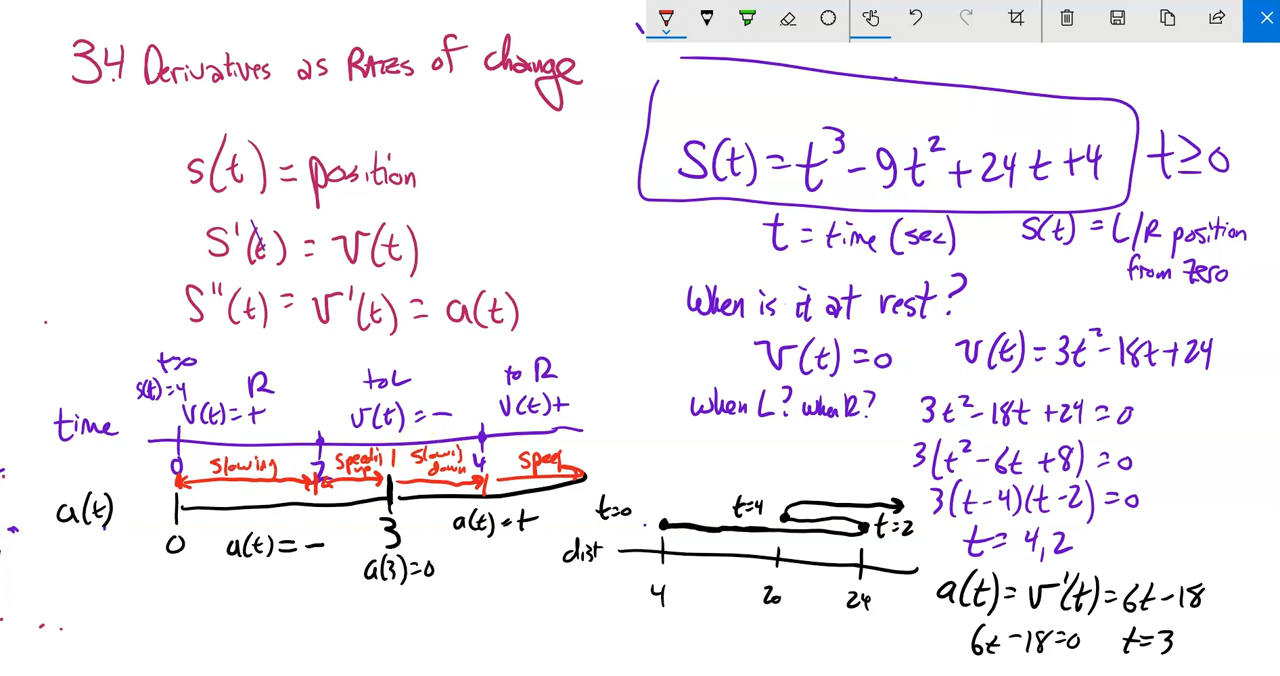 3.4 Derivatives as Rates of change
s(t) = position
S'(t) = v(t)
S"(t) = v'(t) = a(t)
S(t) = t³ - 9t² + 24t + 4 t ≥ 0
t = time (sec) S(t) = L/R position
from zero
When is it at rest?
v(t) = 0 v(t) = 3t² - 18t + 24
when L? when R?
3t² - 18t + 24 = 0
3(t² - 6t + 8) = 0
3(t-4)(t-2) = 0
t = 4, 2
a(t) = v'(t) = 6t - 18
6t - 18 = 0 t = 3
t=0
s(t)=4
R to L to R
v(t) = + v(t) = - v(t) +
time
0 2 4
slowing speeding up slowing down speed
a(t)
0 3
a(t) = - a(t) = +
a(3) = 0
t=0 t=4 t=2
dist
4 20 24